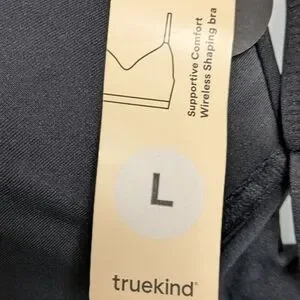 Supportive Comfort
Wireless Shaping bra
L
truekind®